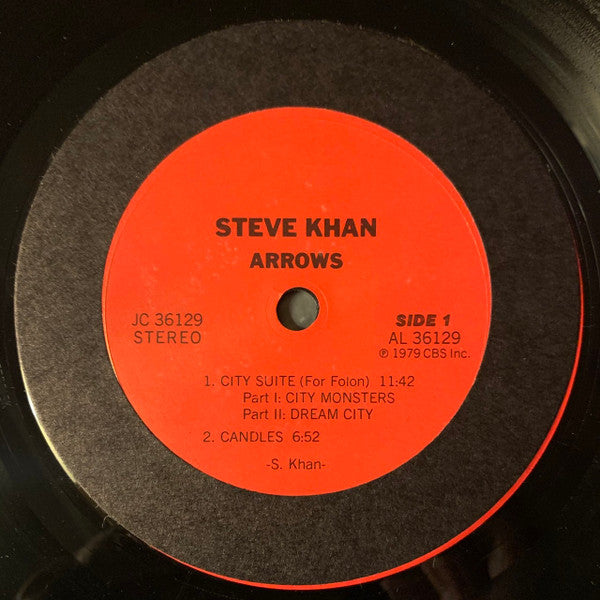 STEVE KHAN
ARROWS
JC 36129
STEREO
SIDE 1
AL 36129
℗ 1979 CBS Inc.
1. CITY SUITE (For Folon) 11:42
Part I: CITY MONSTERS
Part II: DREAM CITY
2. CANDLES 6:52
-S. Khan-